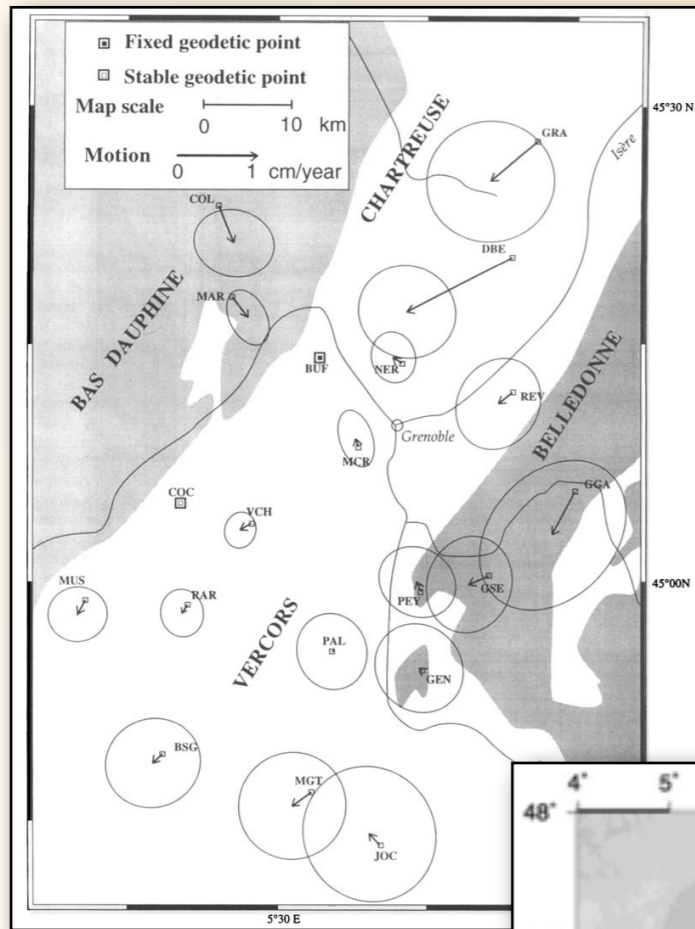 Fixed geodetic point
Stable geodetic point
Map scale
0 10 km
Motion
0 1 cm/year
45°30 N
CHARTREUSE
GRA
Isère
COL
DBE
MAR
BAS DAUPHINE
BUF
NER
BELLEDONNE
REV
Grenoble
MCR
GGA
COC
VCH
45°00N
MUS
RAR
PEY
GSE
VERCORS
PAL
GEN
BSG
MGT
JOC
5°30 E
4° 5°
48°